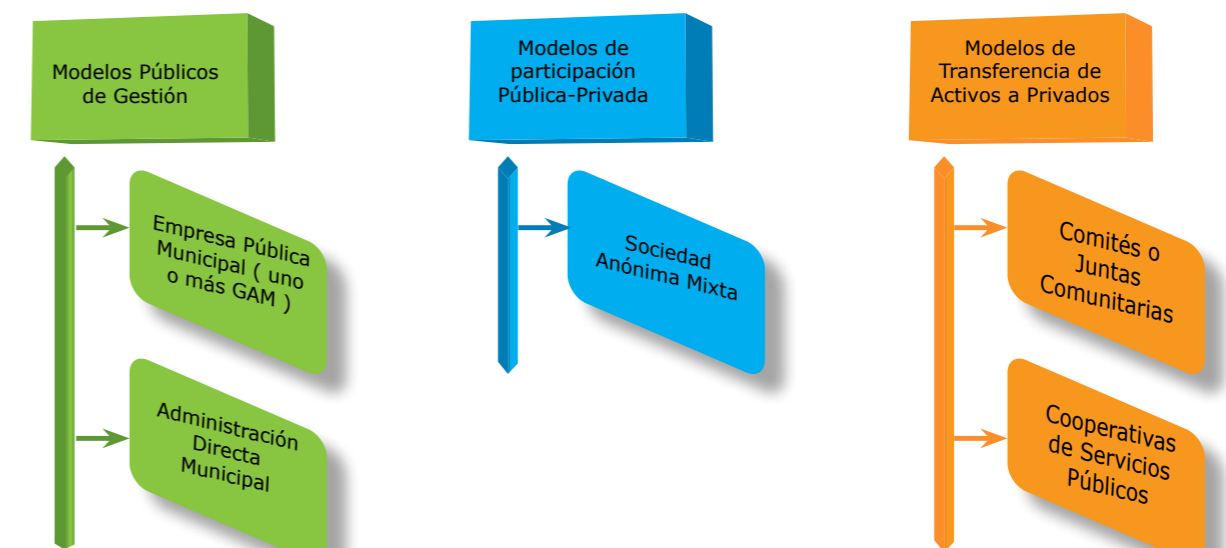 Modelos Públicos
de Gestión
Empresa Pública
Municipal ( uno
o más GAM )
Administración
Directa
Municipal
Modelos de
participación
Pública-Privada
Sociedad
Anónima Mixta
Modelos de
Transferencia de
Activos a Privados
Comités o
Juntas
Comunitarias
Cooperativas
de Servicios
Públicos